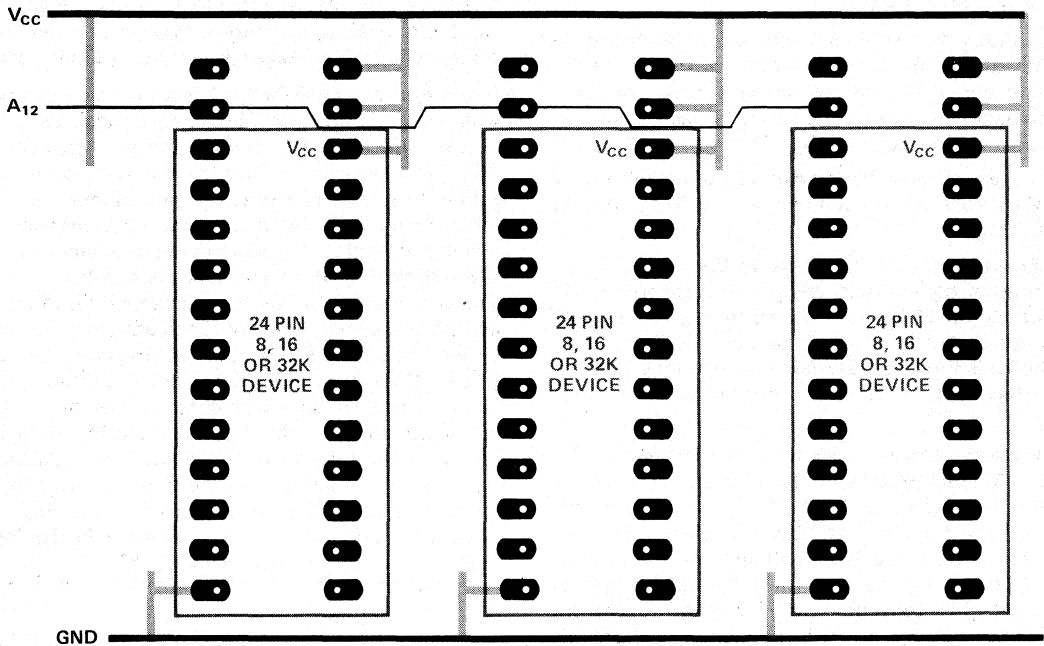 VCC
A12
VCC
VCC
VCC
24 PIN
8, 16
OR 32K
DEVICE
24 PIN
8, 16
OR 32K
DEVICE
24 PIN
8, 16
OR 32K
DEVICE
GND